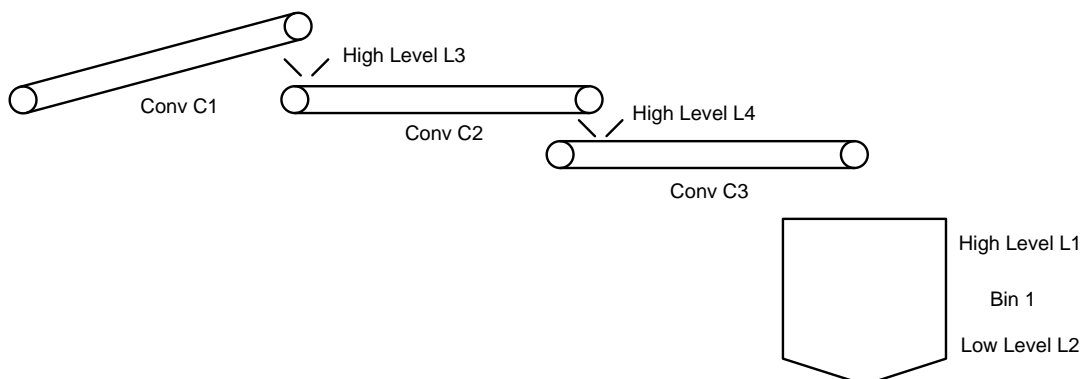 High Level L3
Conv C1
High Level L4
Conv C2
Conv C3
High Level L1
Bin 1
Low Level L2